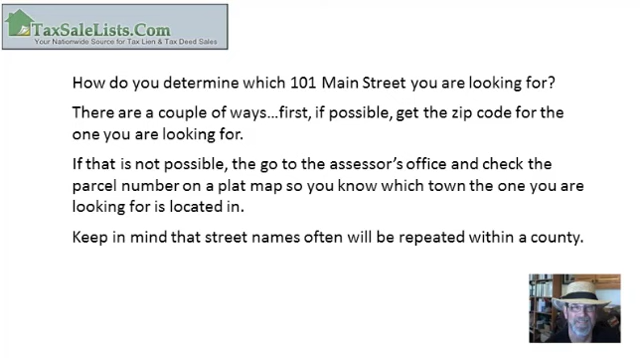 TaxSaleLists.Com
Your Nationwide Source for Tax Lien & Tax Deed Sales
How do you determine which 101 Main Street you are looking for?
There are a couple of ways…first, if possible, get the zip code for the
one you are looking for.
If that is not possible, the go to the assessor's office and check the
parcel number on a plat map so you know which town the one you are
looking for is located in.
Keep in mind that street names often will be repeated within a county.